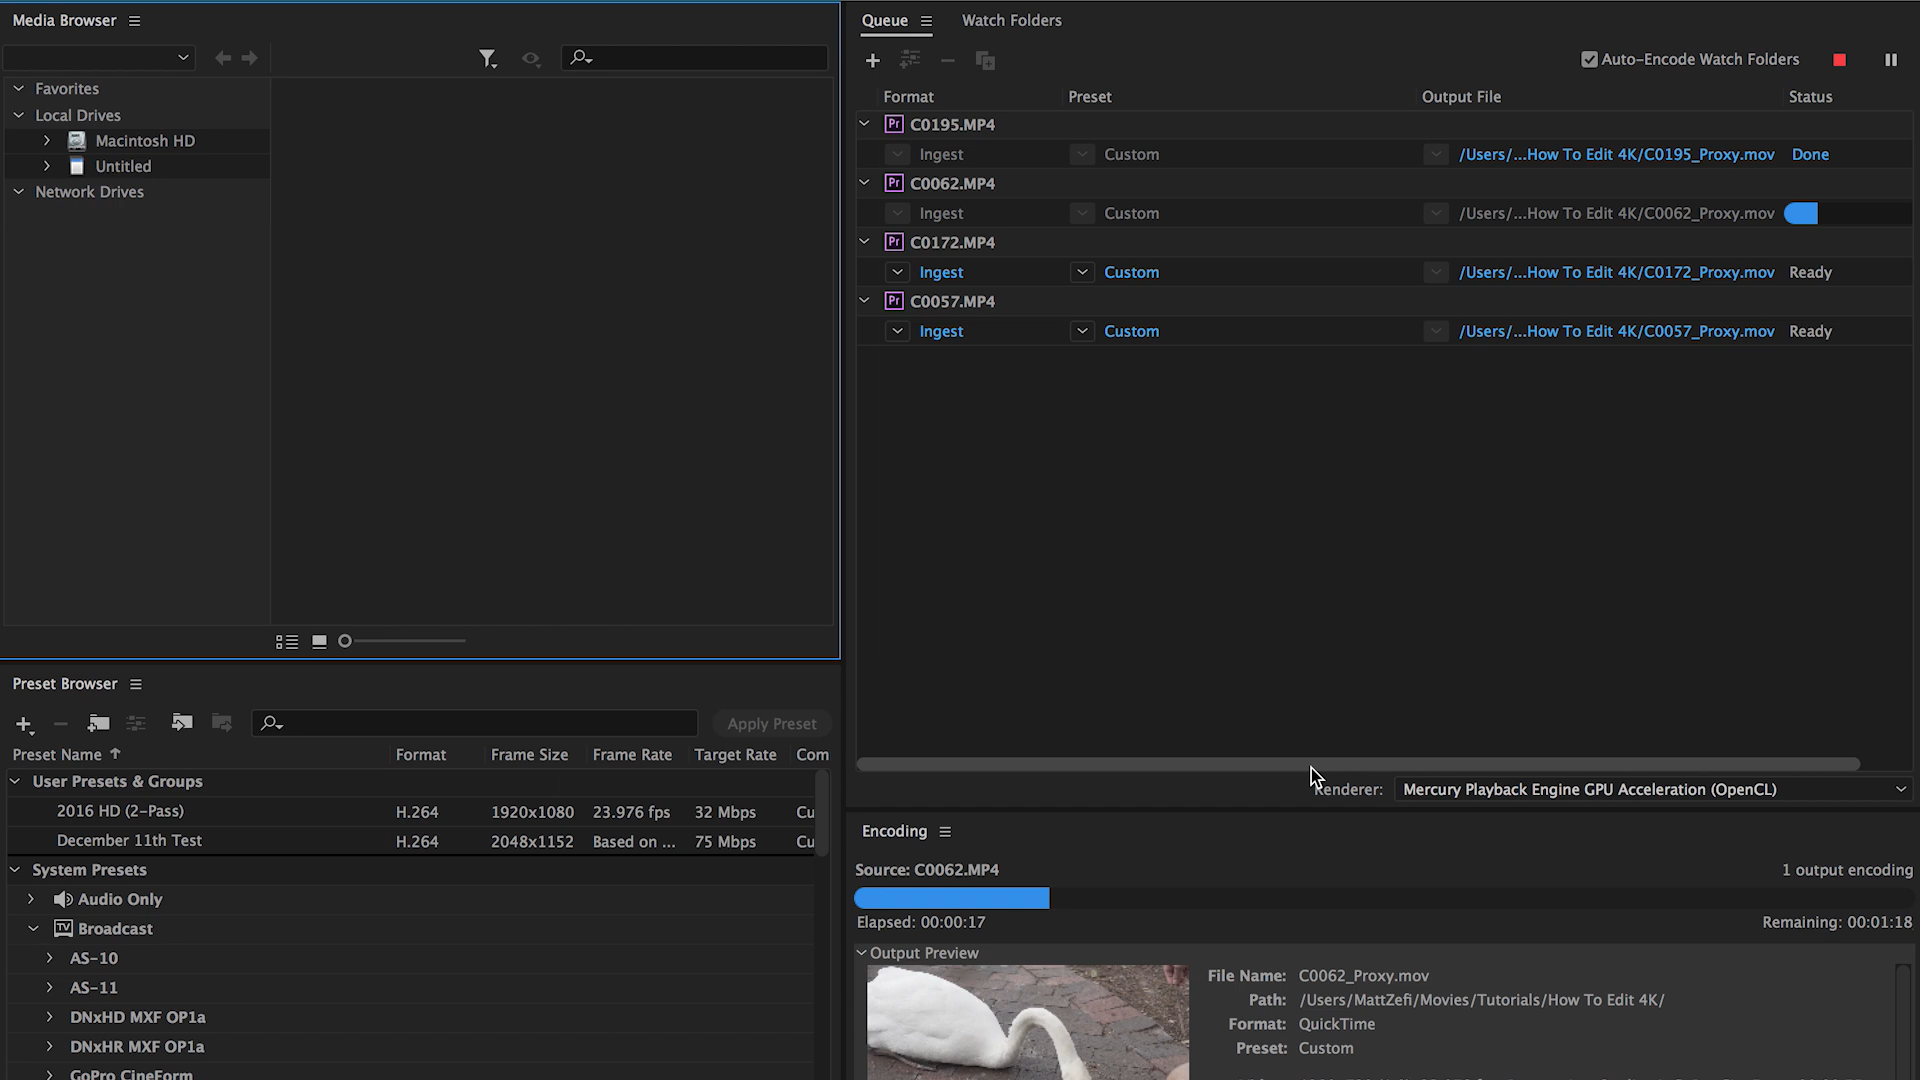 Media Browser
Favorites
Local Drives
Macintosh HD
Untitled
Network Drives
Preset Browser
Apply Preset
Preset Name Format Frame Size Frame Rate Target Rate Com
User Presets & Groups
2016 HD (2-Pass) H.264 1920x1080 23.976 fps 32 Mbps Cu
December 11th Test H.264 2048x1152 Based on ... 75 Mbps Cu
System Presets
Audio Only
TV Broadcast
AS-10
AS-11
DNxHD MXF OP1a
DNxHR MXF OP1a
GoPro CineForm
Queue Watch Folders
Auto-Encode Watch Folders
Format Preset Output File Status
Pr C0195.MP4
Ingest Custom /Users/...How To Edit 4K/C0195_Proxy.mov Done
Pr C0062.MP4
Ingest Custom /Users/...How To Edit 4K/C0062_Proxy.mov
Pr C0172.MP4
Ingest Custom /Users/...How To Edit 4K/C0172_Proxy.mov Ready
Pr C0057.MP4
Ingest Custom /Users/...How To Edit 4K/C0057_Proxy.mov Ready
Renderer: Mercury Playback Engine GPU Acceleration (OpenCL)
Encoding
Source: C0062.MP4 1 output encoding
Elapsed: 00:00:17 Remaining: 00:01:18
Output Preview
File Name: C0062_Proxy.mov
Path: /Users/MattZefi/Movies/Tutorials/How To Edit 4K/
Format: QuickTime
Preset: Custom